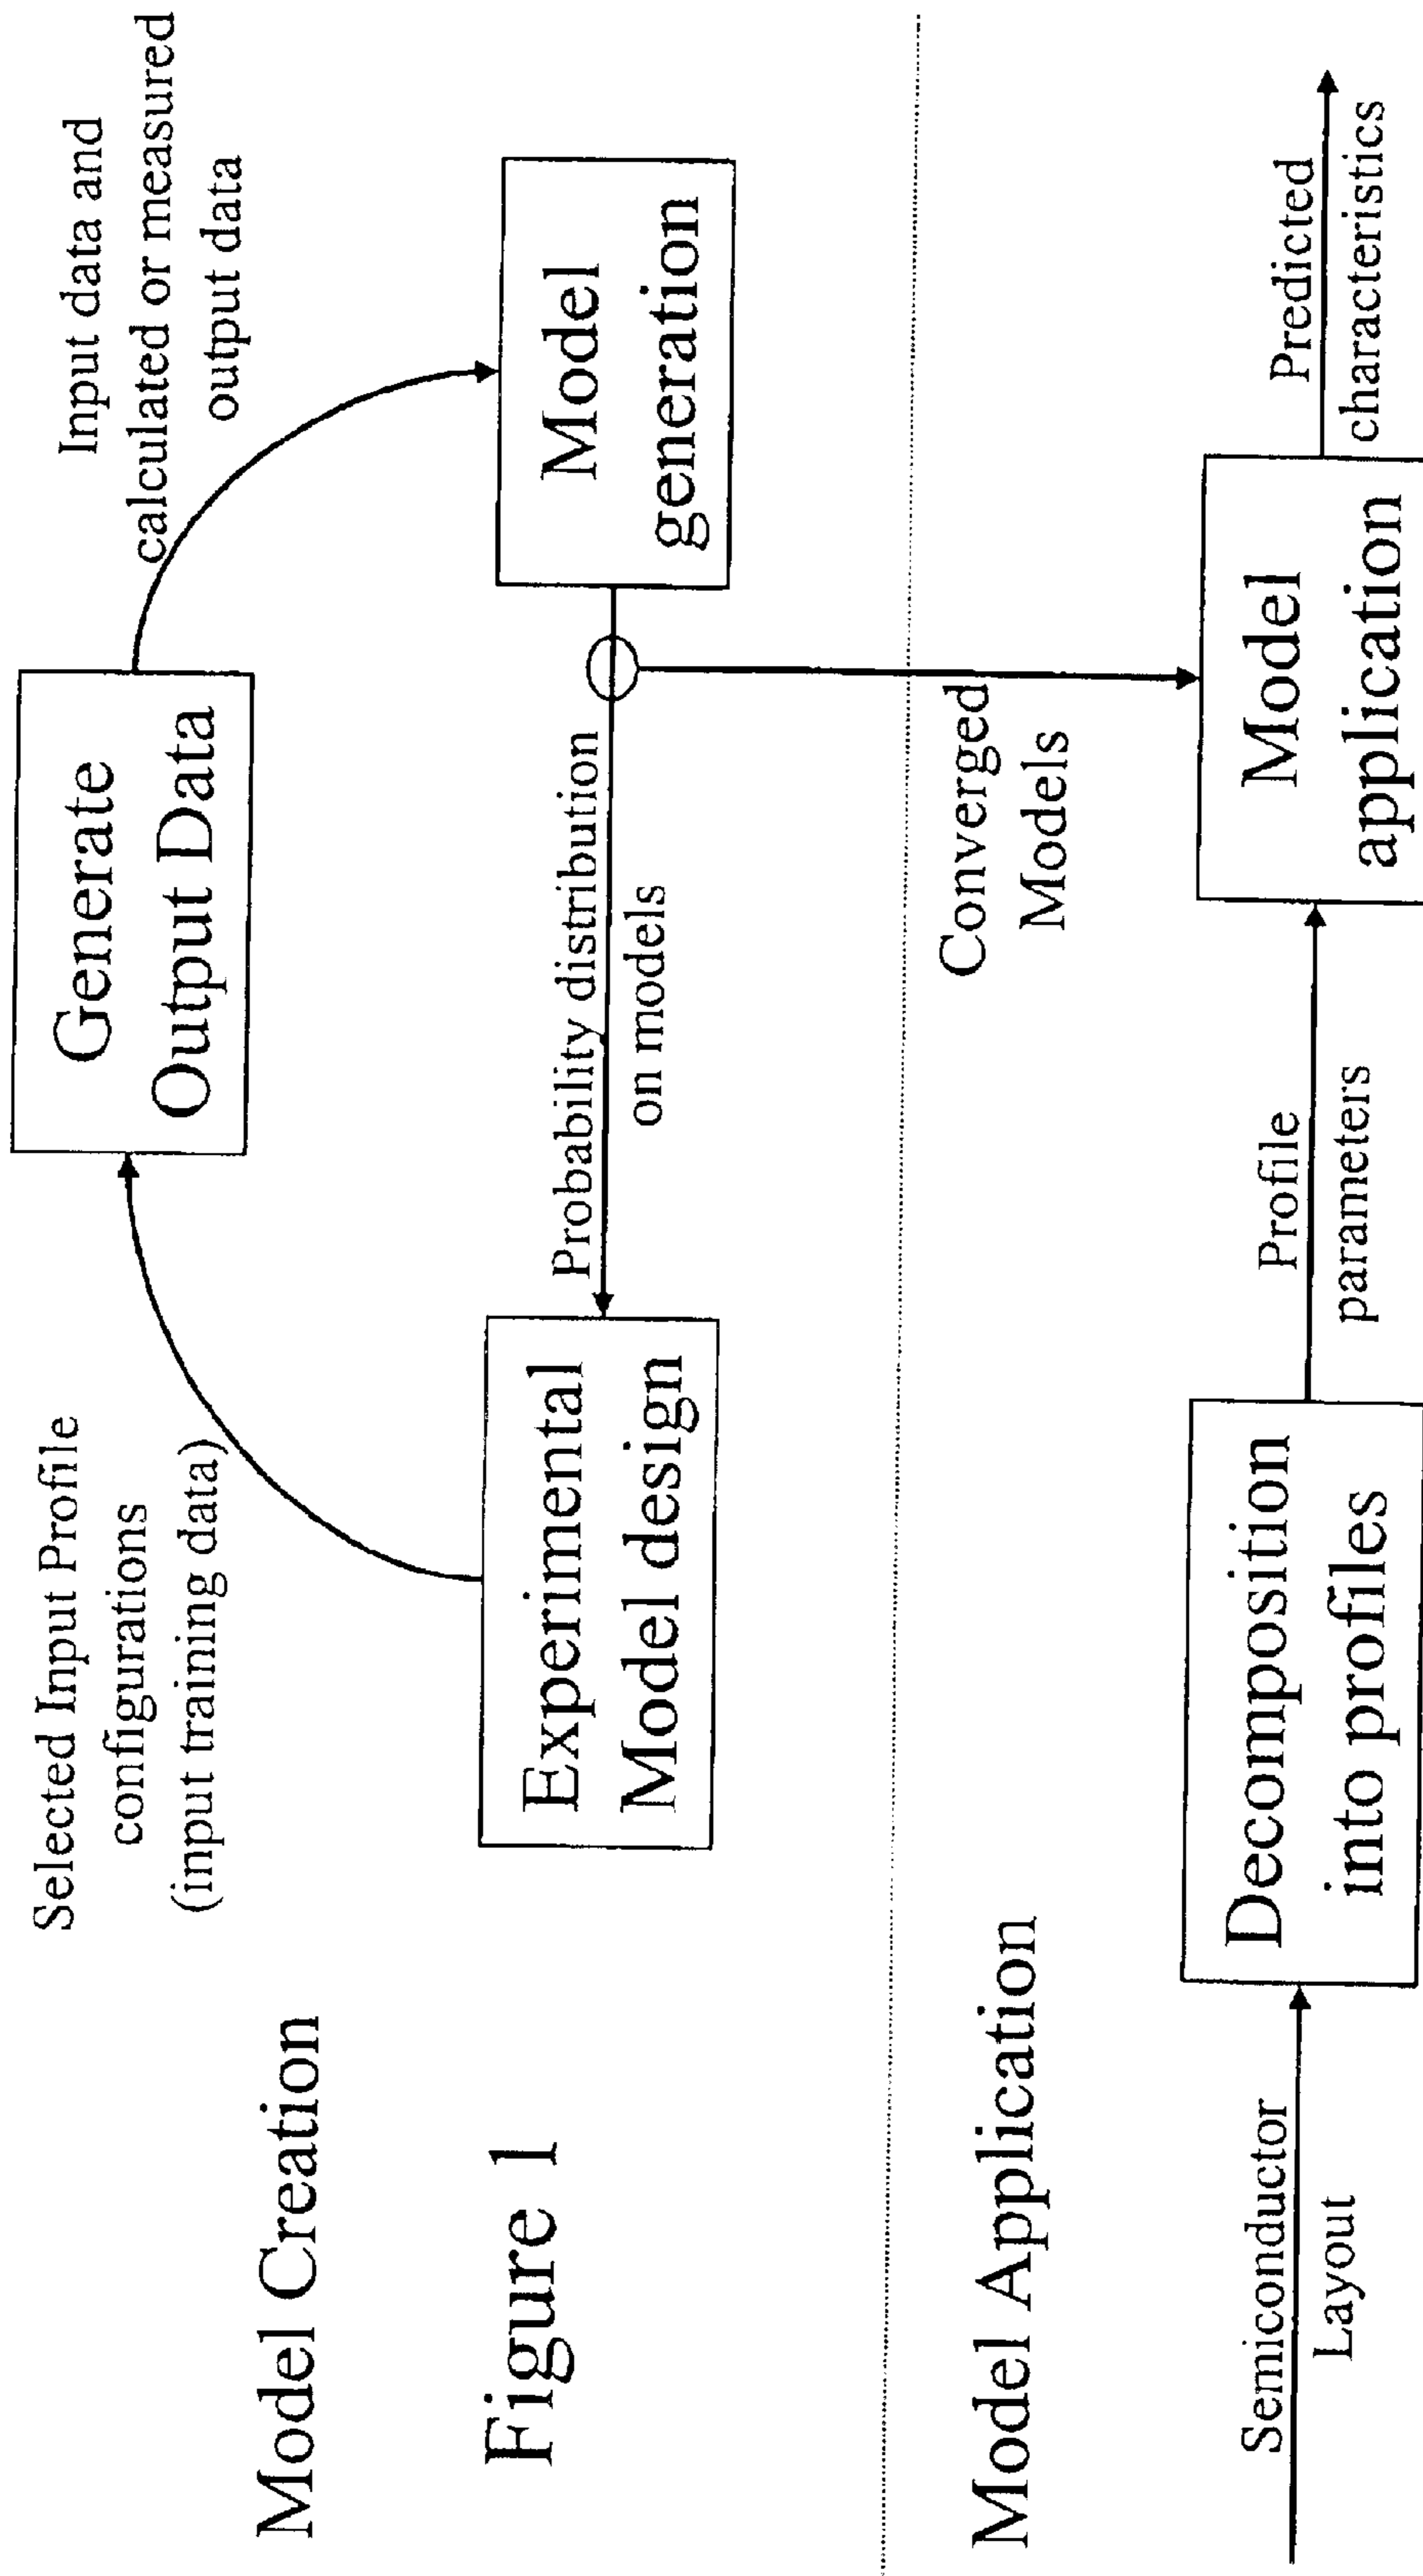 Model Creation
Figure 1
Selected Input Profile
configurations
(input training data)
Generate
Output Data
Input data and
calculated or measured
output data
Experimental
Model design
Probability distribution
on models
Model
generation
Converged
Models
Model Application
Semiconductor
Layout
Decomposition
into profiles
Profile
parameters
Model
application
Predicted
characteristics